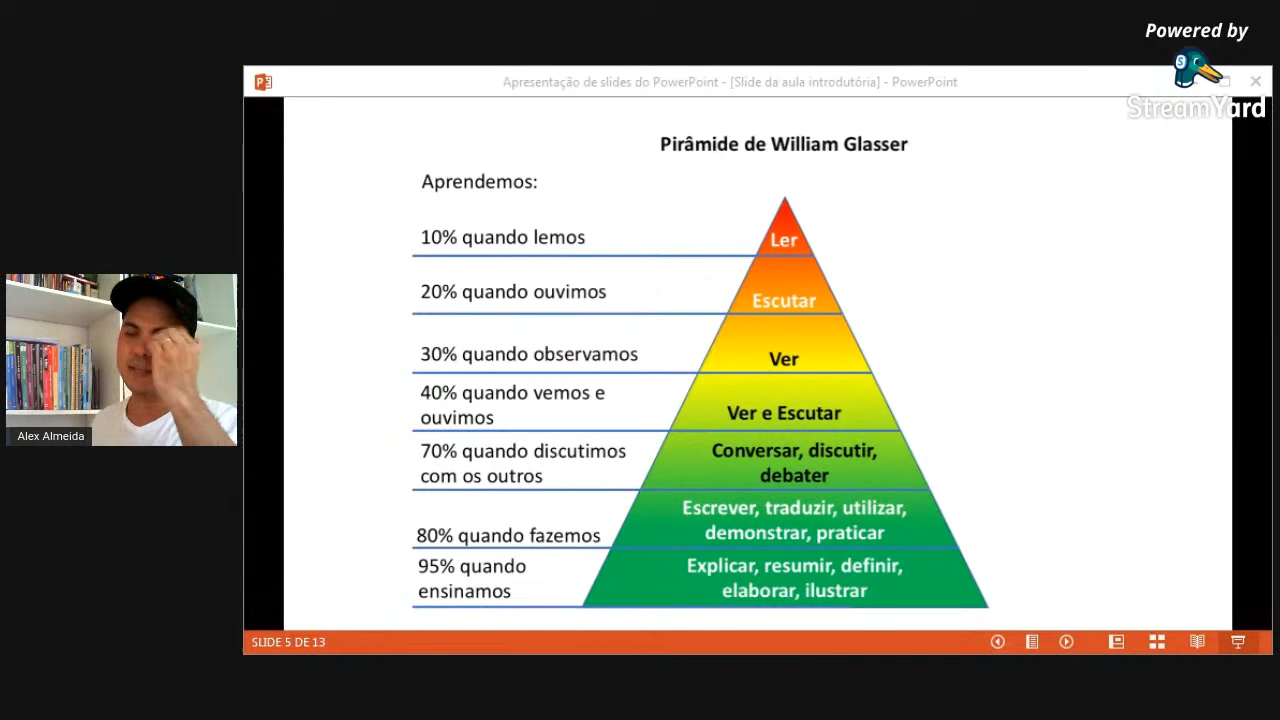 Powered by
StreamYard
Apresentação de slides do PowerPoint - [Slide da aula introdutória] - PowerPoint
Pirâmide de William Glasser
Aprendemos:
10% quando lemos
Ler
20% quando ouvimos
Escutar
30% quando observamos
Ver
40% quando vemos e
ouvimos
Ver e Escutar
70% quando discutimos
com os outros
Conversar, discutir,
debater
80% quando fazemos
Escrever, traduzir, utilizar,
demonstrar, praticar
95% quando
ensinamos
Explicar, resumir, definir,
elaborar, ilustrar
Alex Almeida
SLIDE 5 DE 13